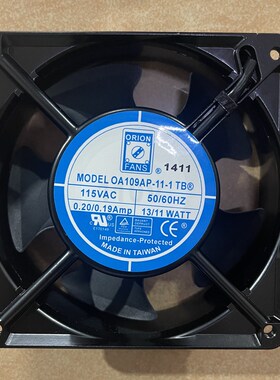 ORION
FANS ® 1411
MODEL OA109AP-11-1 TB®
115VAC 50/60HZ
0.20/0.19Amp 13/11 WATT
Impedance-Protected
MADE IN TAIWAN